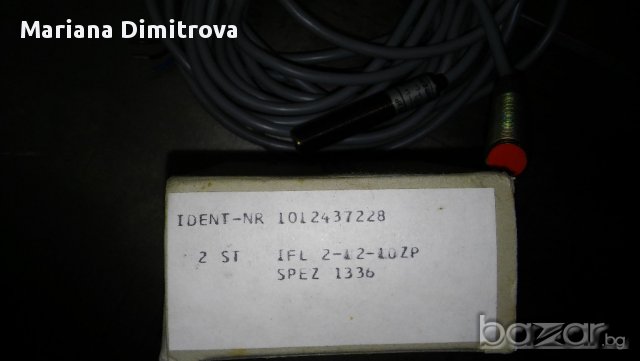 Mariana Dimitrova
IDENT-NR 1012437228
2 ST IFL 2-12-10ZP
SPEZ 1336
bazar.bg